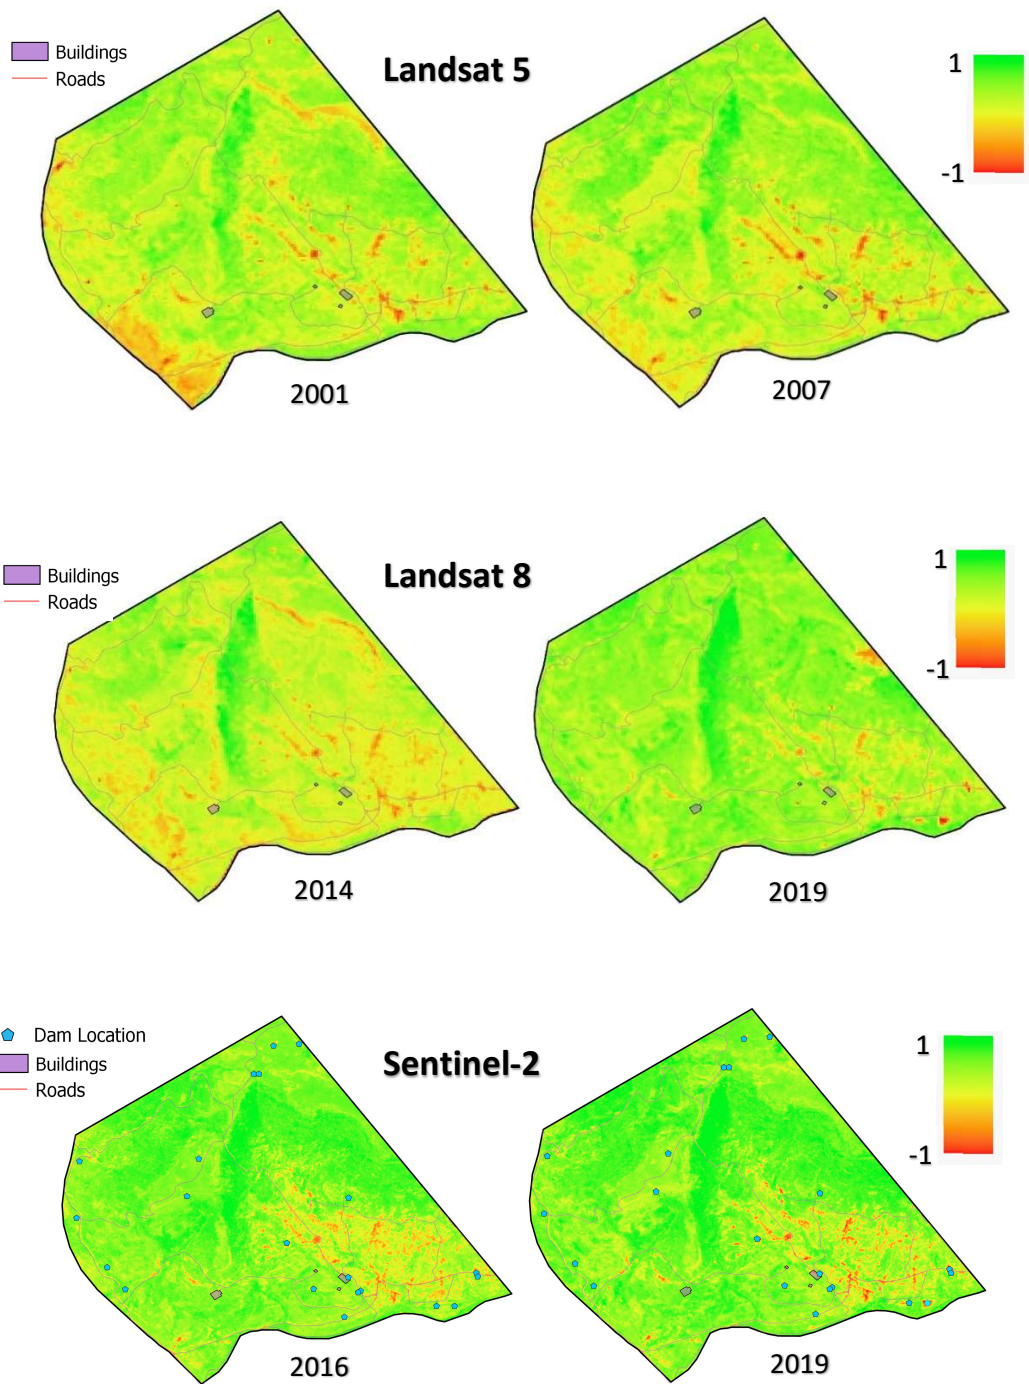 Buildings
Roads
Landsat 5
1
-1
2001
2007
Buildings
Roads
Landsat 8
1
-1
2014
2019
Dam Location
Buildings
Roads
Sentinel-2
1
-1
2016
2019